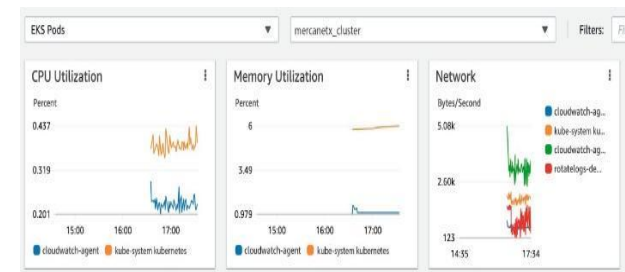 EKS Pods
mercanetx_cluster
Filters:
CPU Utilization
Percent
0.437
0.319
0.201
15:00 16:00 17:00
cloudwatch-agent kube-system kubernetes
Memory Utilization
Percent
6
3.49
0.979
15:00 16:00 17:00
cloudwatch-agent kube-system kubernetes
Network
Bytes/Second
5.08k
2.60k
123
14:35 17:34
cloudwatch-ag...
kube-system ku...
cloudwatch-ag...
rotatelogs-de...